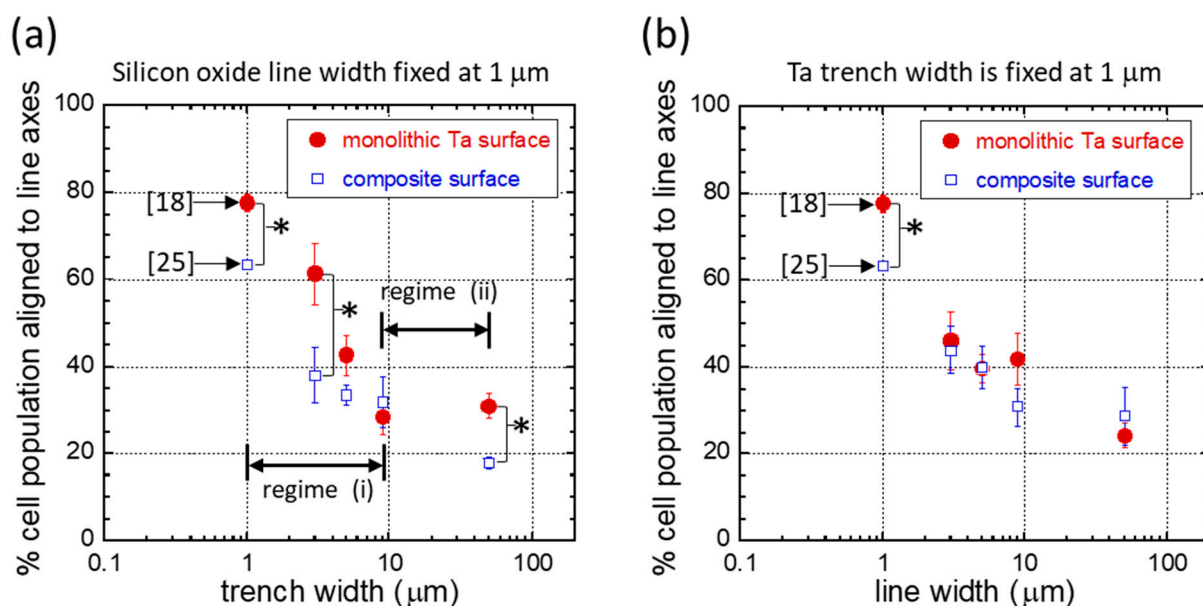 (a)
Silicon oxide line width fixed at 1 μm
% cell population aligned to line axes
100
80
60
40
20
0
monolithic Ta surface
composite surface
[18]
*
[25]
*
regime (ii)
*
regime (i)
0.1
1
10
100
trench width (μm)
(b)
Ta trench width is fixed at 1 μm
% cell population aligned to line axes
100
80
60
40
20
0
monolithic Ta surface
composite surface
[18]
*
[25]
0.1
1
10
100
line width (μm)